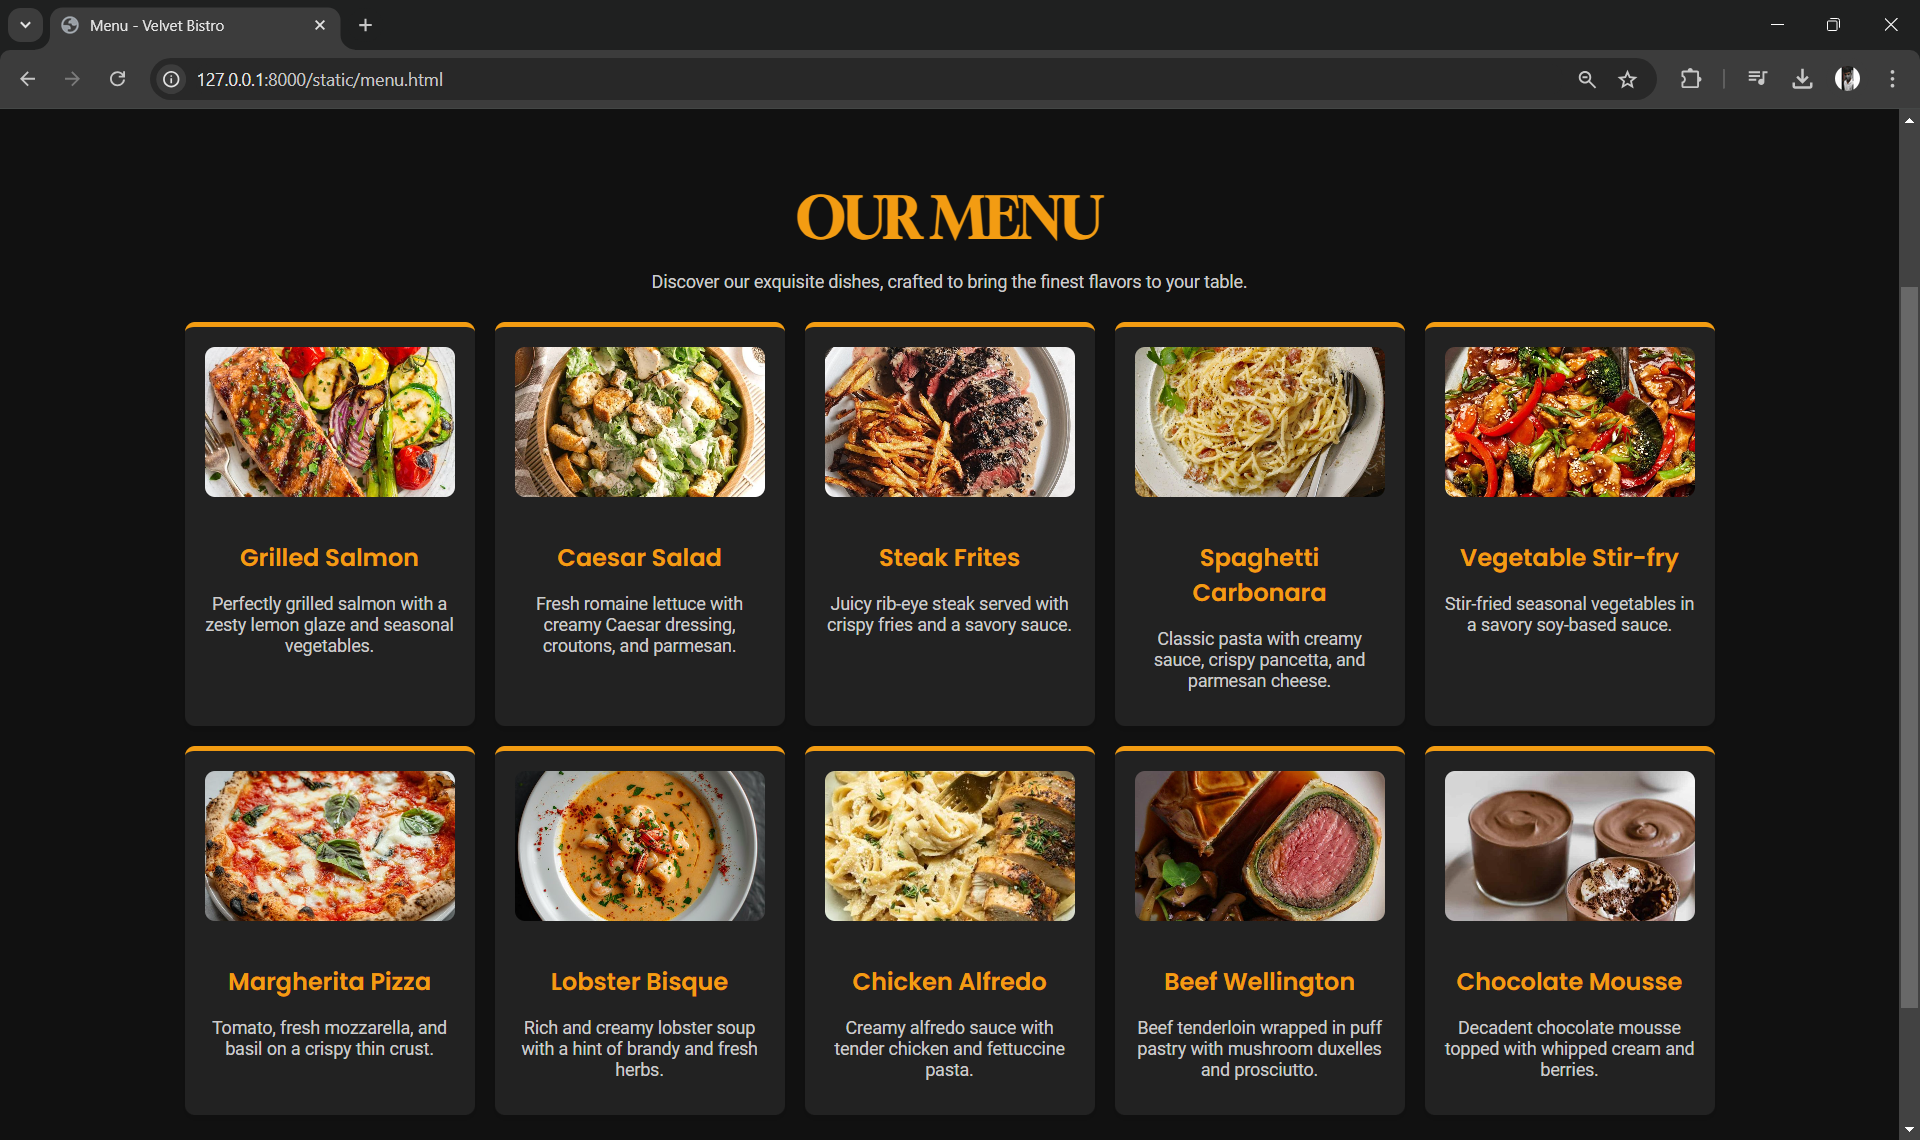 Menu - Velvet Bistro
127.0.0.1:8000/static/menu.html
OUR MENU
Discover our exquisite dishes, crafted to bring the finest flavors to your table.
Grilled Salmon
Perfectly grilled salmon with a
zesty lemon glaze and seasonal
vegetables.
Caesar Salad
Fresh romaine lettuce with
creamy Caesar dressing,
croutons, and parmesan.
Steak Frites
Juicy rib-eye steak served with
crispy fries and a savory sauce.
Spaghetti
Carbonara
Classic pasta with creamy
sauce, crispy pancetta, and
parmesan cheese.
Vegetable Stir-fry
Stir-fried seasonal vegetables in
a savory soy-based sauce.
Margherita Pizza
Tomato, fresh mozzarella, and
basil on a crispy thin crust.
Lobster Bisque
Rich and creamy lobster soup
with a hint of brandy and fresh
herbs.
Chicken Alfredo
Creamy alfredo sauce with
tender chicken and fettuccine
pasta.
Beef Wellington
Beef tenderloin wrapped in puff
pastry with mushroom duxelles
and prosciutto.
Chocolate Mousse
Decadent chocolate mousse
topped with whipped cream and
berries.